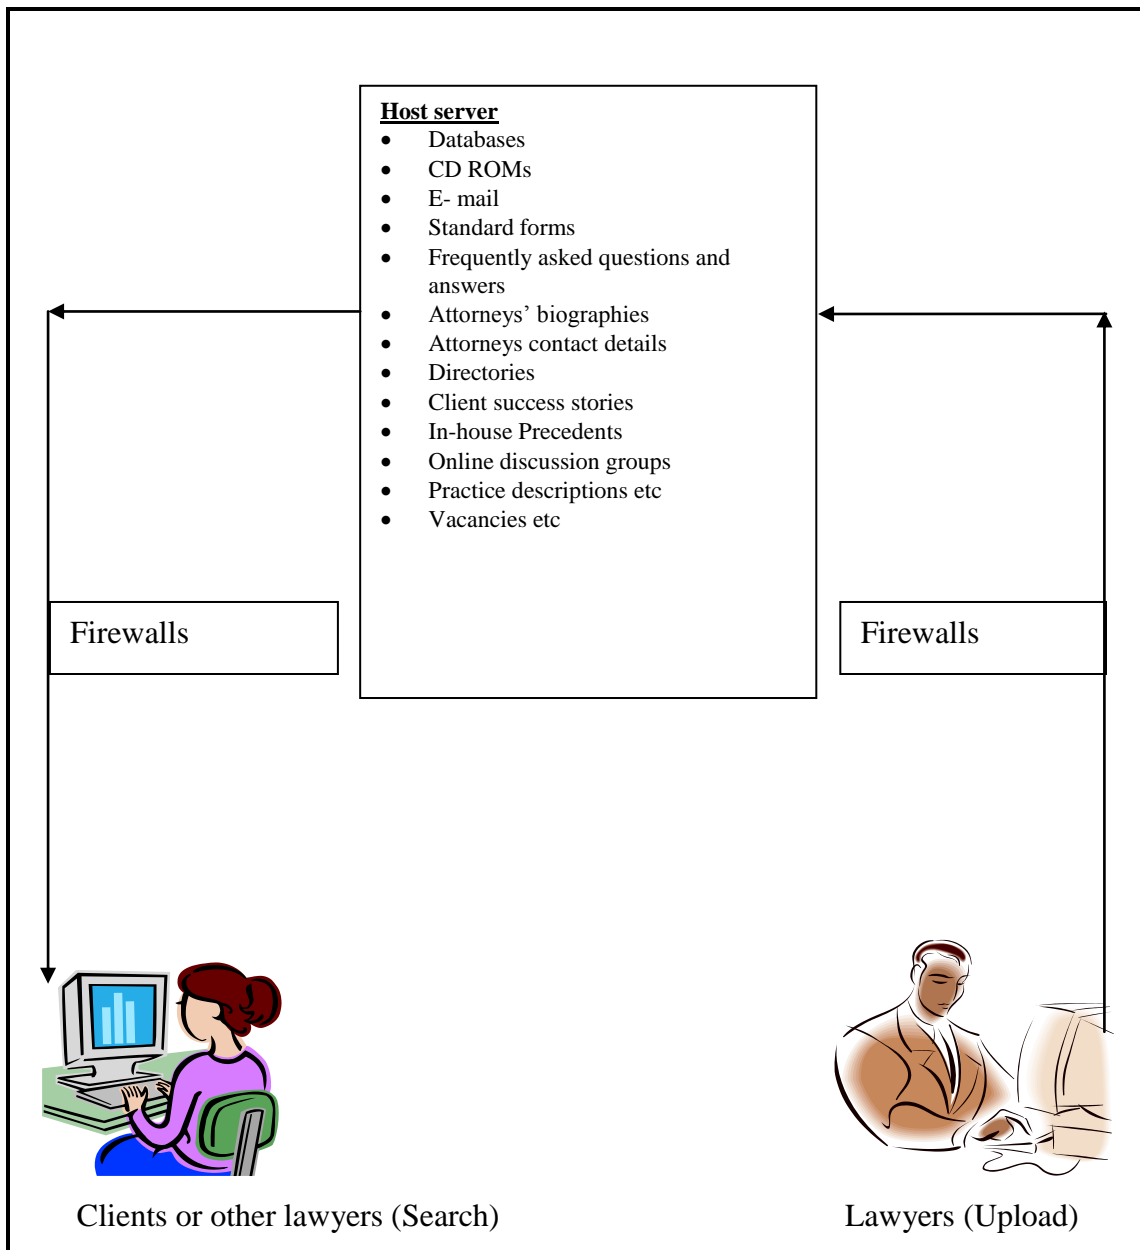 Host server
• Databases
• CD ROMs
• E- mail
• Standard forms
• Frequently asked questions and
answers
• Attorneys’ biographies
• Attorneys contact details
• Directories
• Client success stories
• In-house Precedents
• Online discussion groups
• Practice descriptions etc
• Vacancies etc
Firewalls
Firewalls
Clients or other lawyers (Search)
Lawyers (Upload)